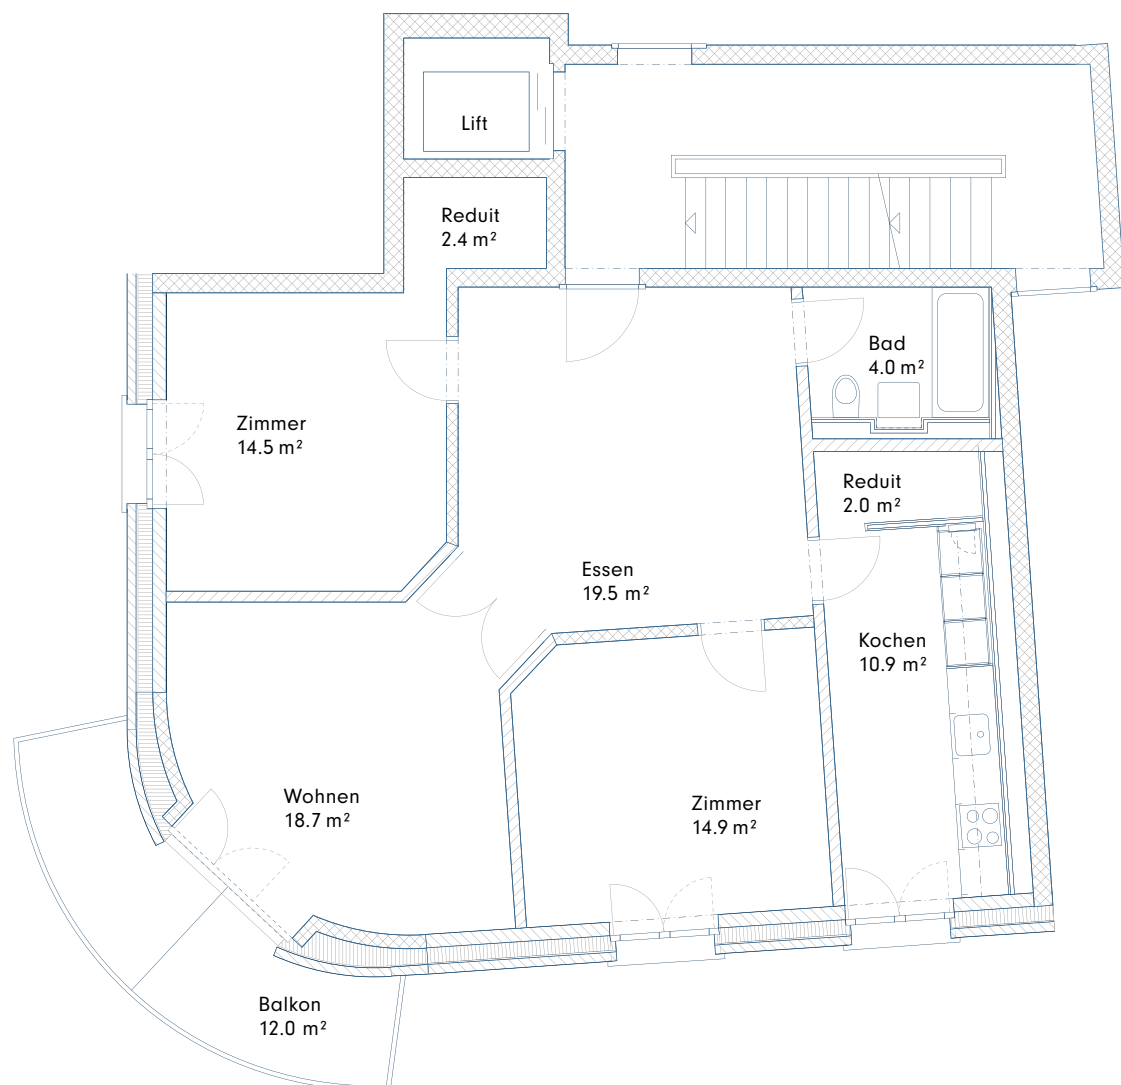 Lift
Reduit
2.4 m²
Bad
4.0 m²
Zimmer
14.5 m²
Reduit
2.0 m²
Essen
19.5 m²
Kochen
10.9 m²
Wohnen
18.7 m²
Zimmer
14.9 m²
Balkon
12.0 m²